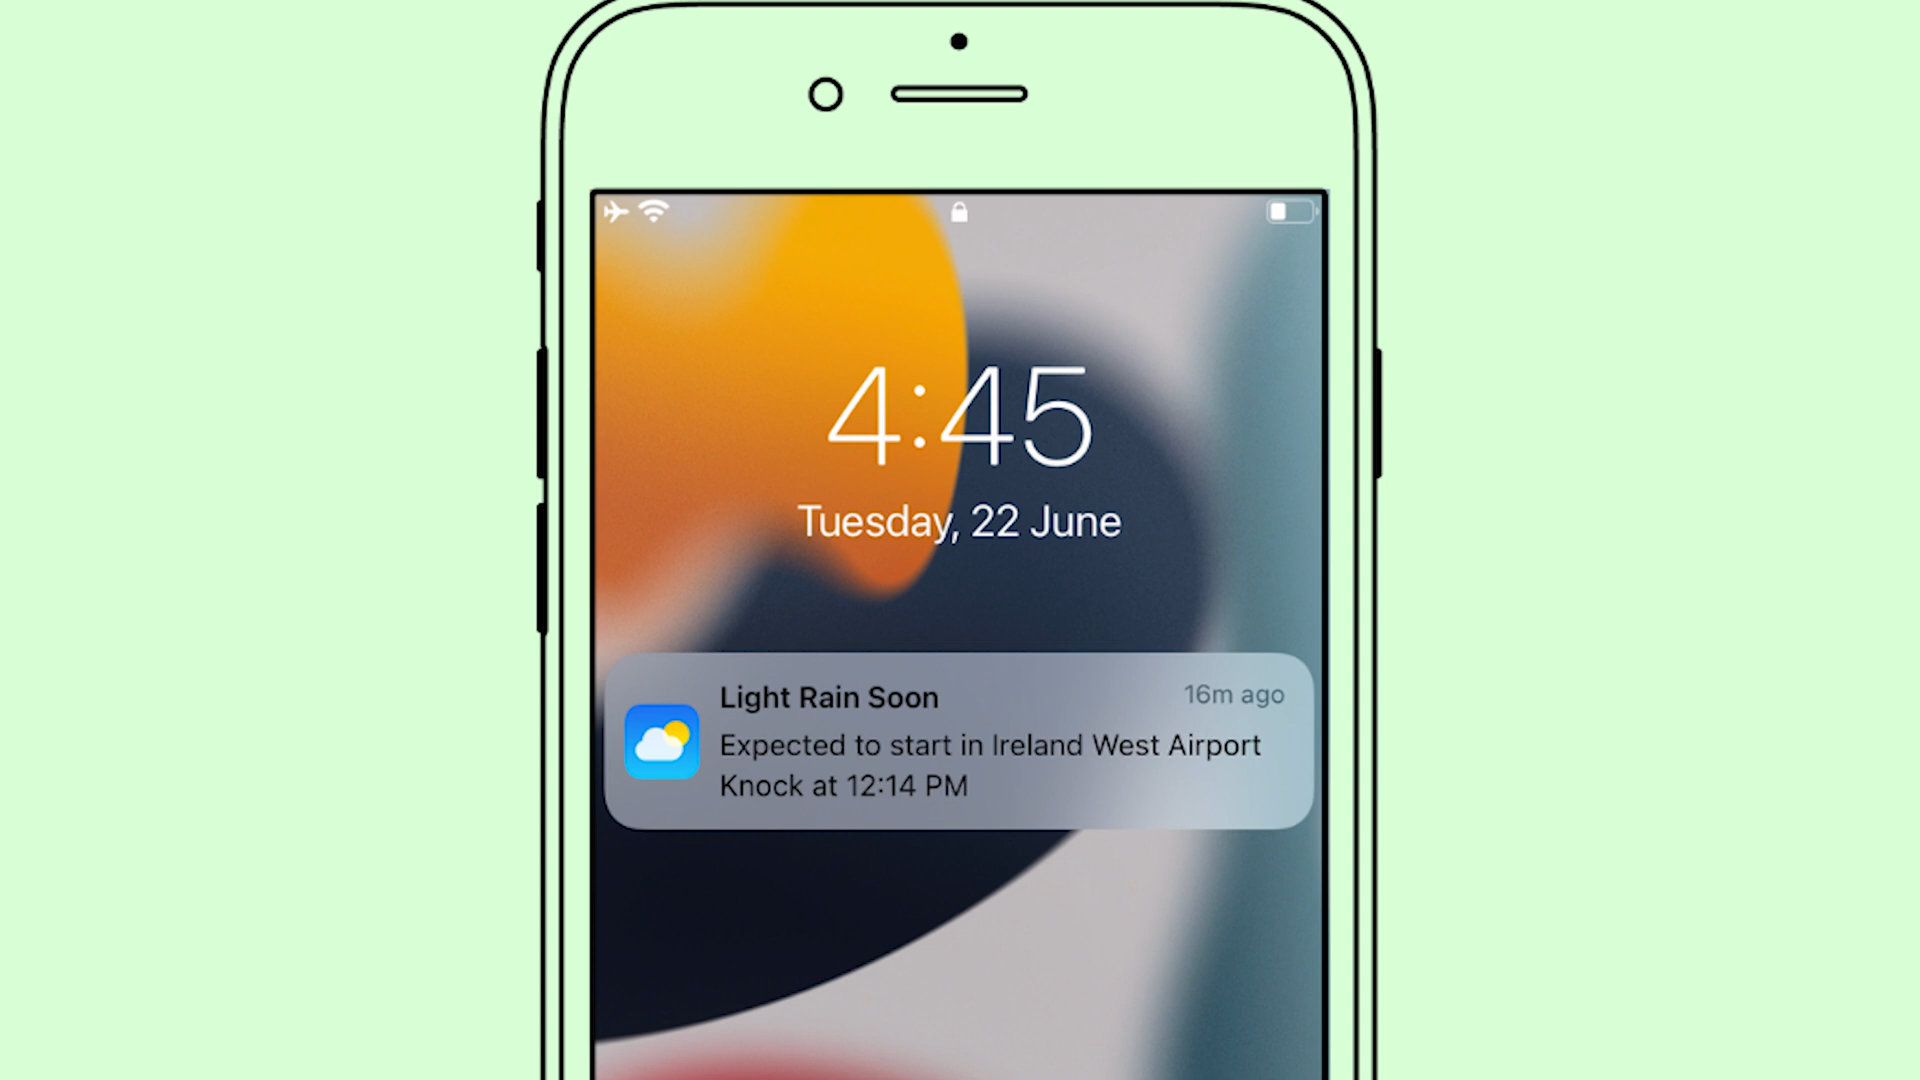 4:45
Tuesday, 22 June
Light Rain Soon
16m ago
Expected to start in Ireland West Airport
Knock at 12:14 PM